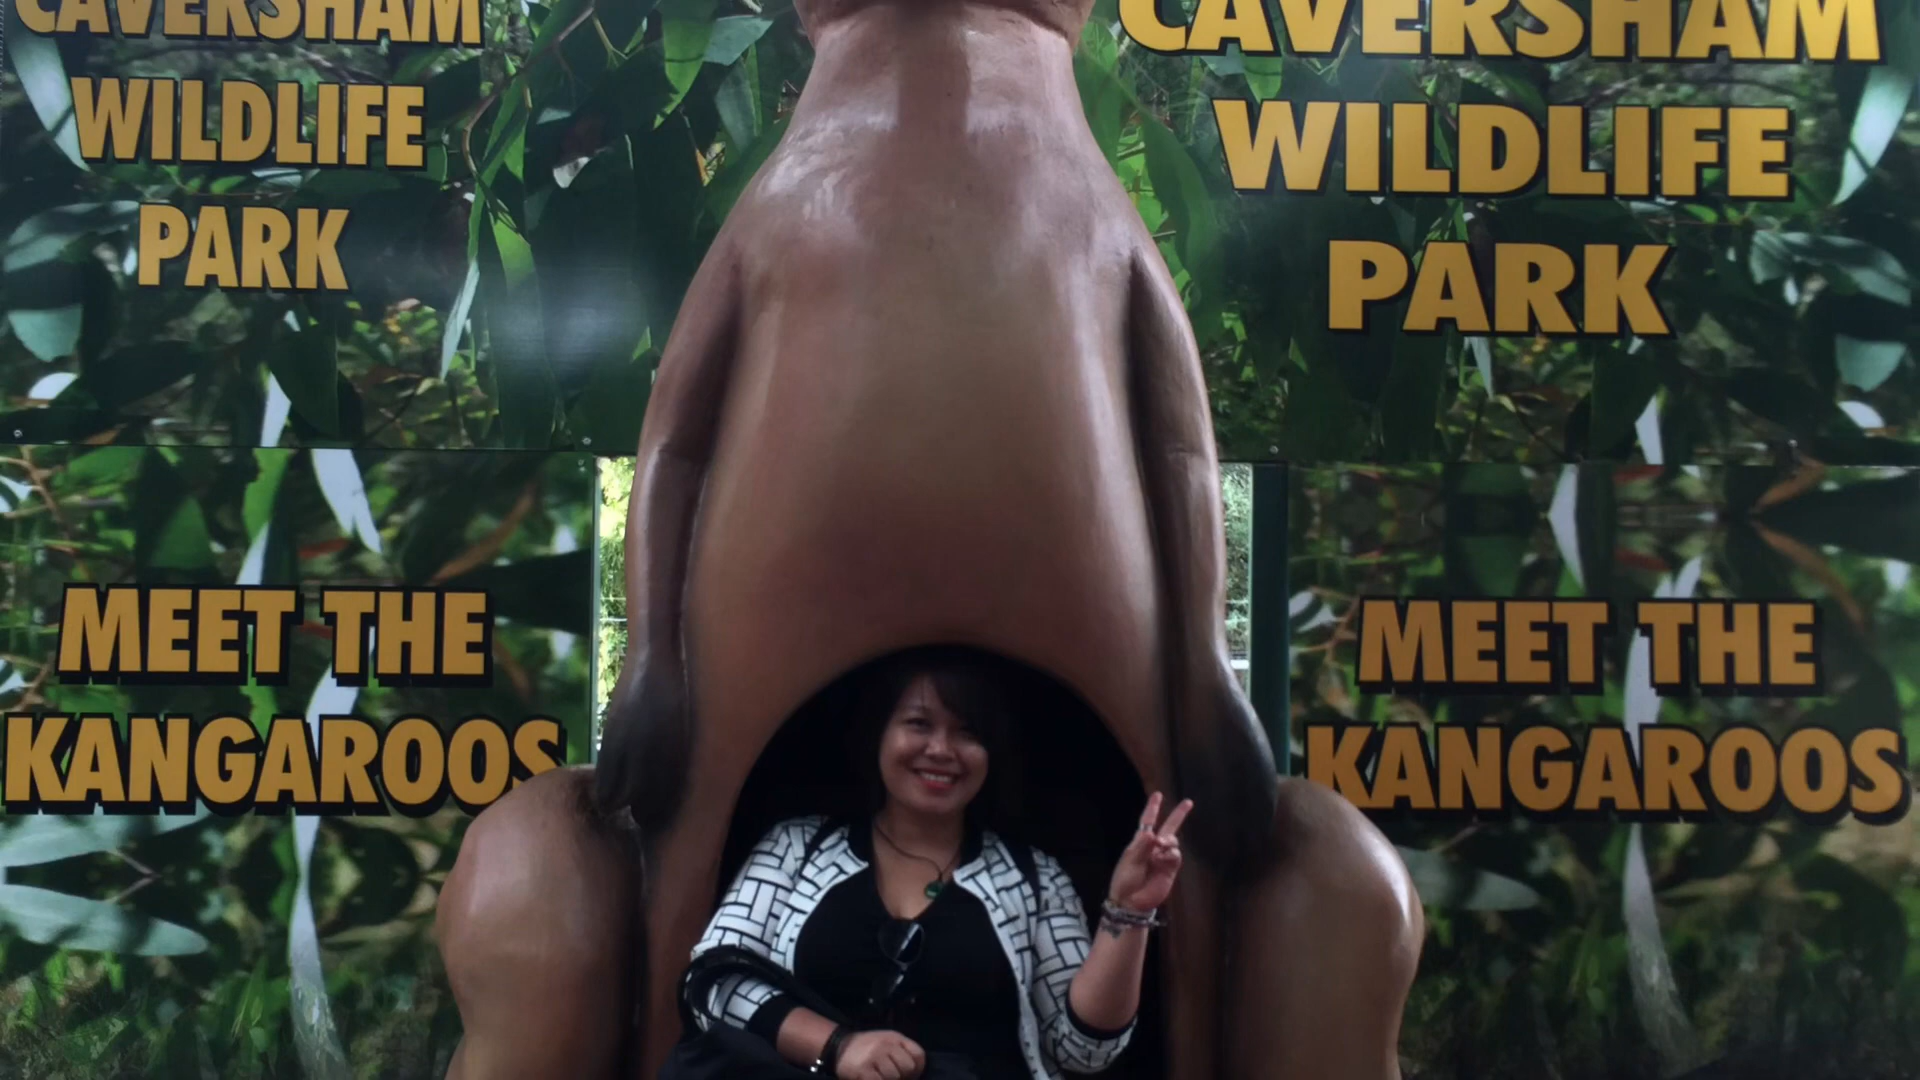 CAVERSHAM
WILDLIFE
PARK
MEET THE
KANGAROOS
CAVERSHAM
WILDLIFE
PARK
MEET THE
KANGAROOS